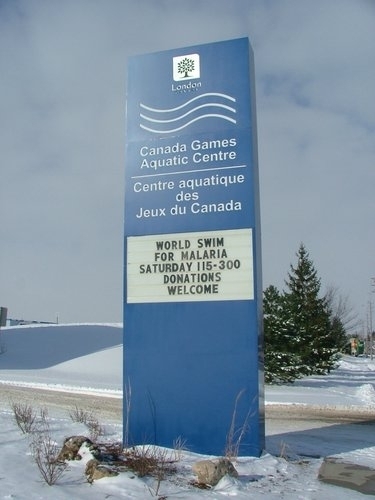 London
Canada Games
Aquatic Centre
Centre aquatique
des
Jeux du Canada
WORLD SWIM
FOR MALARIA
SATURDAY 115-300
DONATIONS
WELCOME